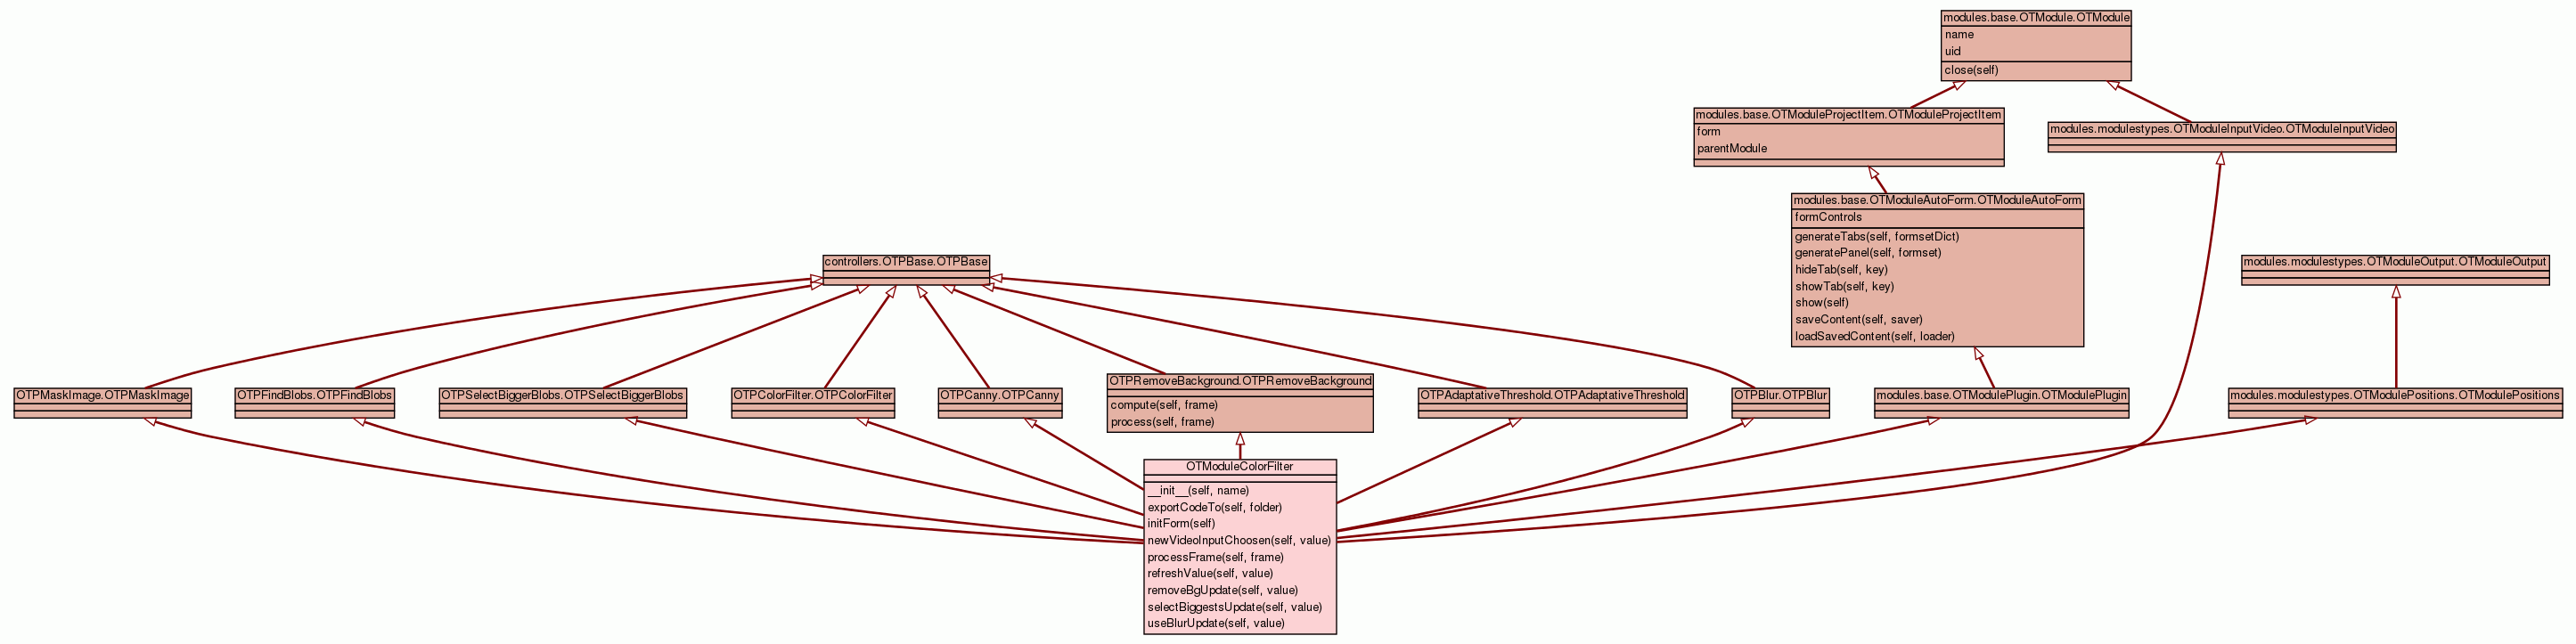 modules.base.OTModule.OTModule
name
uid
close(self)
modules.base.OTModuleProjectItem.OTModuleProjectItem
form
parentModule
modules.modulestypes.OTModuleInputVideo.OTModuleInputVideo
modules.base.OTModuleAutoForm.OTModuleAutoForm
formControls
generateTabs(self, formsetDict)
generatePanel(self, formset)
hideTab(self, key)
showTab(self, key)
show(self)
saveContent(self, saver)
loadSavedContent(self, loader)
controllers.OTPBase.OTPBase
modules.modulestypes.OTModuleOutput.OTModuleOutput
OTPMaskImage.OTPMaskImage
OTPFindBlobs.OTPFindBlobs
OTPSelectBiggerBlobs.OTPSelectBiggerBlobs
OTPColorFilter.OTPColorFilter
OTPCanny.OTPCanny
OTPRemoveBackground.OTPRemoveBackground
compute(self, frame)
process(self, frame)
OTPAdaptativeThreshold.OTPAdaptativeThreshold
OTPBlur.OTPBlur
modules.base.OTModulePlugin.OTModulePlugin
modules.modulestypes.OTModulePositions.OTModulePositions
OTModuleColorFilter
__init__(self, name)
exportCodeTo(self, folder)
initForm(self)
newVideoInputChoosen(self, value)
processFrame(self, frame)
refreshValue(self, value)
removeBgUpdate(self, value)
selectBiggestsUpdate(self, value)
useBlurUpdate(self, value)